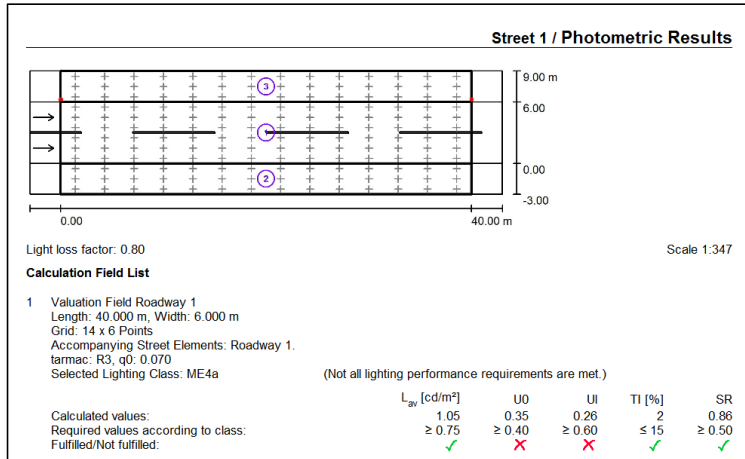 Street 1 / Photometric Results
9.00 m
3
6.00
1
0.00
2
-3.00
0.00
40.00 m
Light loss factor: 0.80
Scale 1:347
Calculation Field List
1 Valuation Field Roadway 1
Length: 40.000 m, Width: 6.000 m
Grid: 14 x 6 Points
Accompanying Street Elements: Roadway 1.
tarmac: R3, q0: 0.070
Selected Lighting Class: ME4a (Not all lighting performance requirements are met.)
Lav [cd/m²] U0 UI TI [%] SR
Calculated values: 1.05 0.35 0.26 2 0.86
Required values according to class: ≥ 0.75 ≥ 0.40 ≥ 0.60 ≤ 15 ≥ 0.50
Fulfilled/Not fulfilled: ✓ ✗ ✗ ✓ ✓